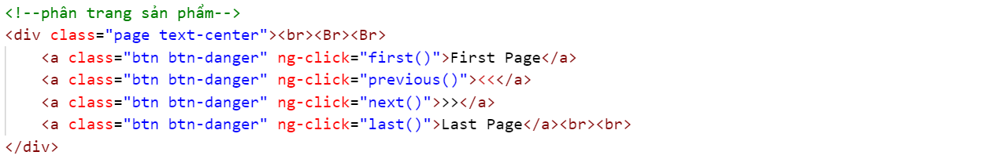 <!--phân trang sản phẩm-->
<div class="page text-center"><br><Br><Br>
<a class="btn btn-danger" ng-click="first()">First Page</a>
<a class="btn btn-danger" ng-click="previous()"><<</a>
<a class="btn btn-danger" ng-click="next()">>></a>
<a class="btn btn-danger" ng-click="last()">Last Page</a><br><br>
</div>